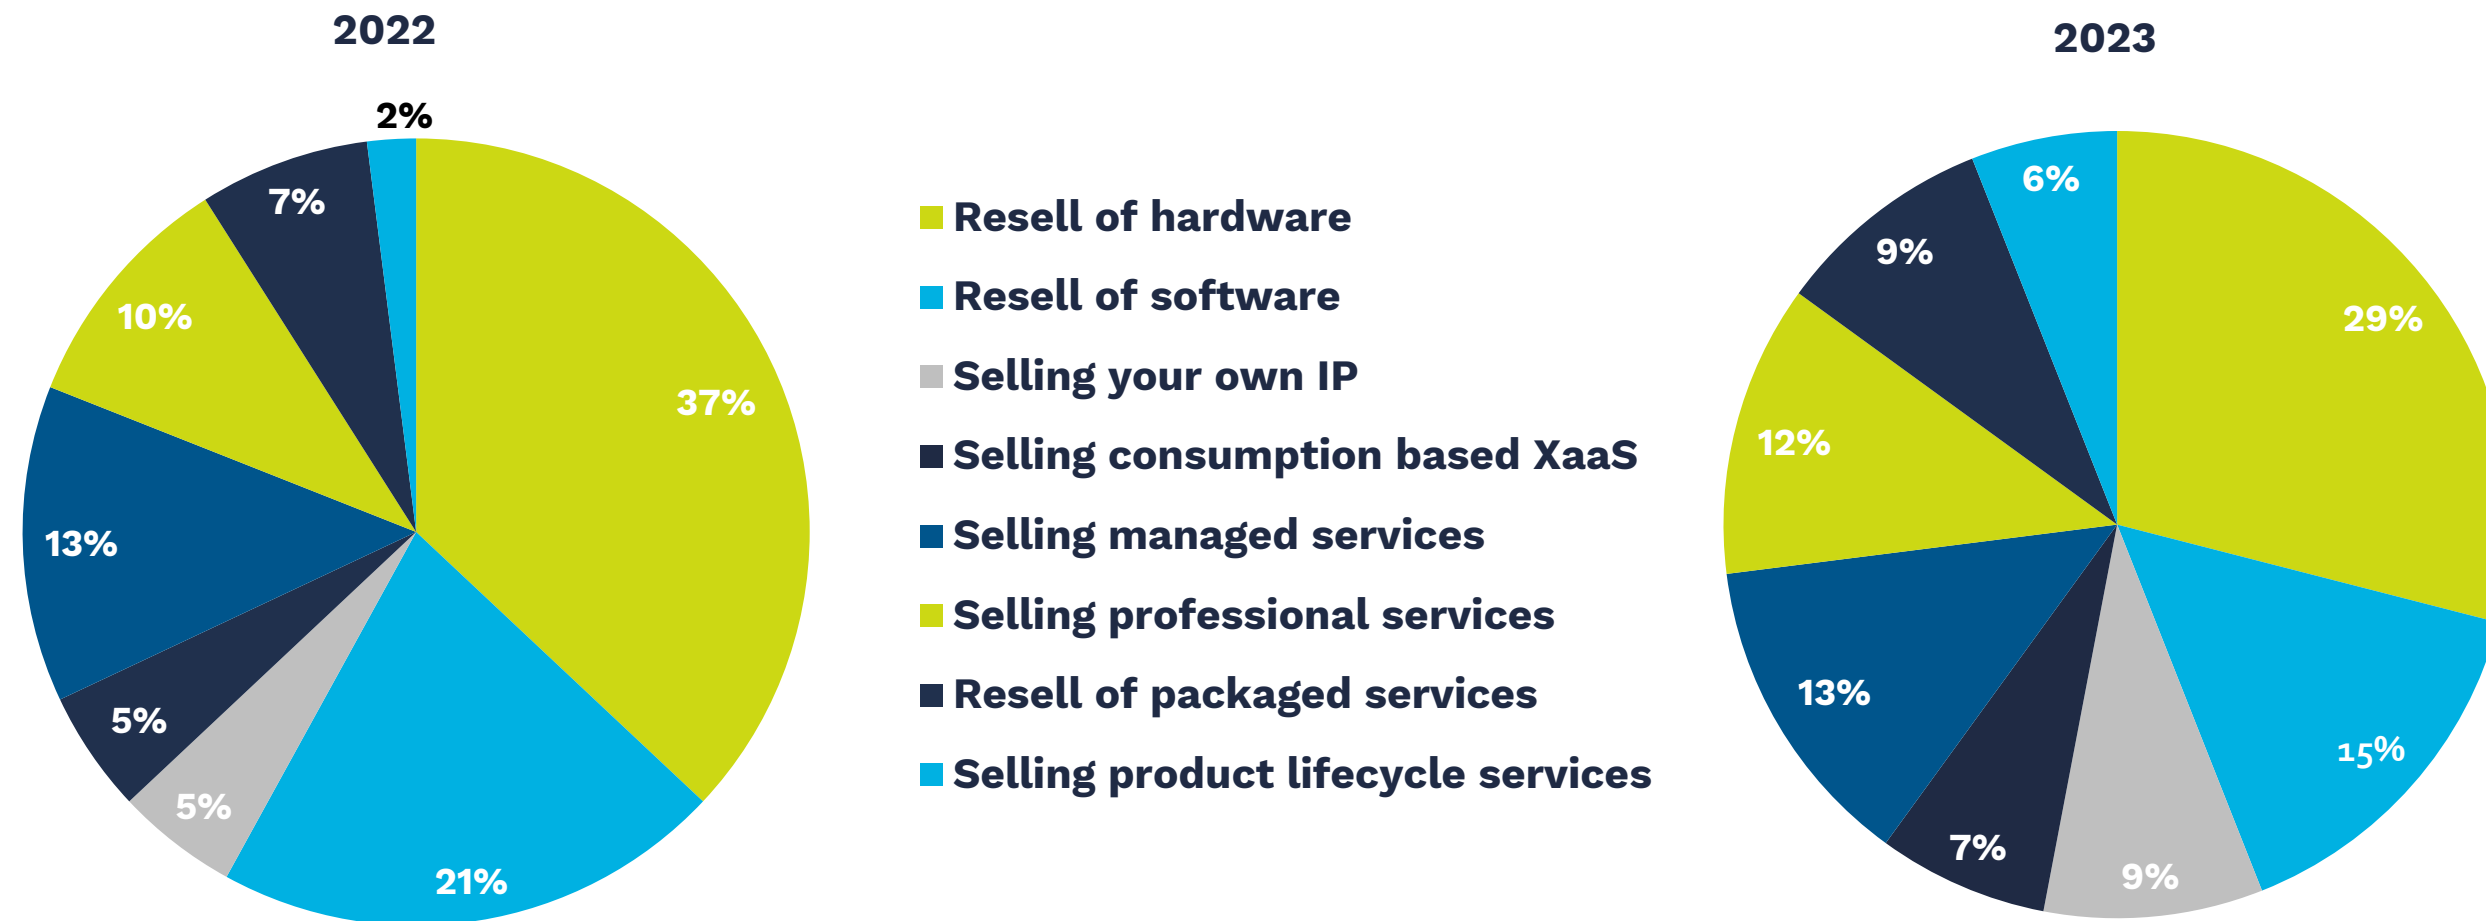 2022
2%
7%
10%
37%
13%
5%
5%
21%
Resell of hardware
Resell of software
Selling your own IP
Selling consumption based XaaS
Selling managed services
Selling professional services
Resell of packaged services
Selling product lifecycle services
2023
6%
9%
29%
12%
13%
15%
7%
9%